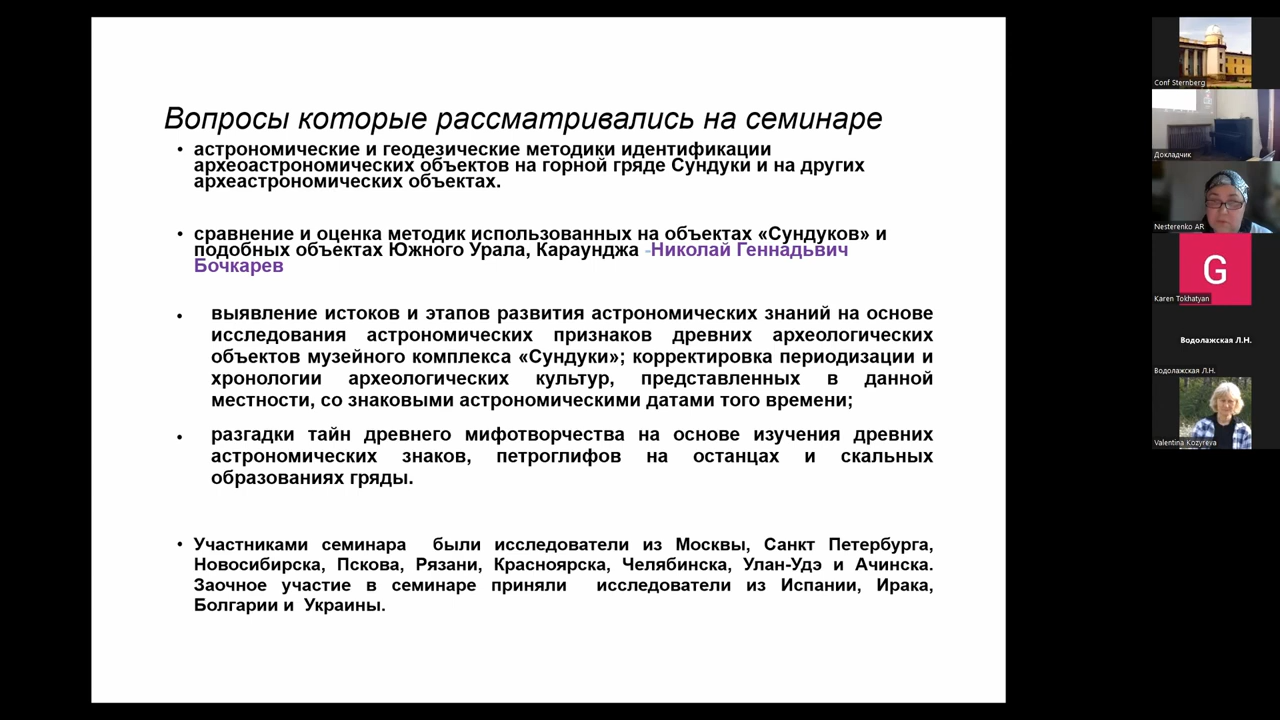 Вопросы которые рассматривались на семинаре
• астрономические и геодезические методики идентификации
археоастрономических объектов на горной гряде Сундуки и на других
археастрономических объектах.
• сравнение и оценка методик использованных на объектах «Сундуков» и
подобных объектах Южного Урала, Караунджа -Николай Геннадьвич
Бочкарев
• выявление истоков и этапов развития астрономических знаний на основе
исследования астрономических признаков древних археологических
объектов музейного комплекса «Сундуки»; корректировка периодизации и
хронологии археологических культур, представленных в данной
местности, со знаковыми астрономическими датами того времени;
• разгадки тайн древнего мифотворчества на основе изучения древних
астрономических знаков, петроглифов на останцах и скальных
образованиях гряды.
• Участниками семинара были исследователи из Москвы, Санкт Петербурга,
Новосибирска, Пскова, Рязани, Красноярска, Челябинска, Улан-Удэ и Ачинска.
Заочное участие в семинаре приняли исследователи из Испании, Ирака,
Болгарии и Украины.
Conf Sternberg
Докладчик
Nesterenko AR
G
Karen Tokhatyan
Водолажская Л.Н.
Водолажская Л.Н.
Valentina Kozyreva